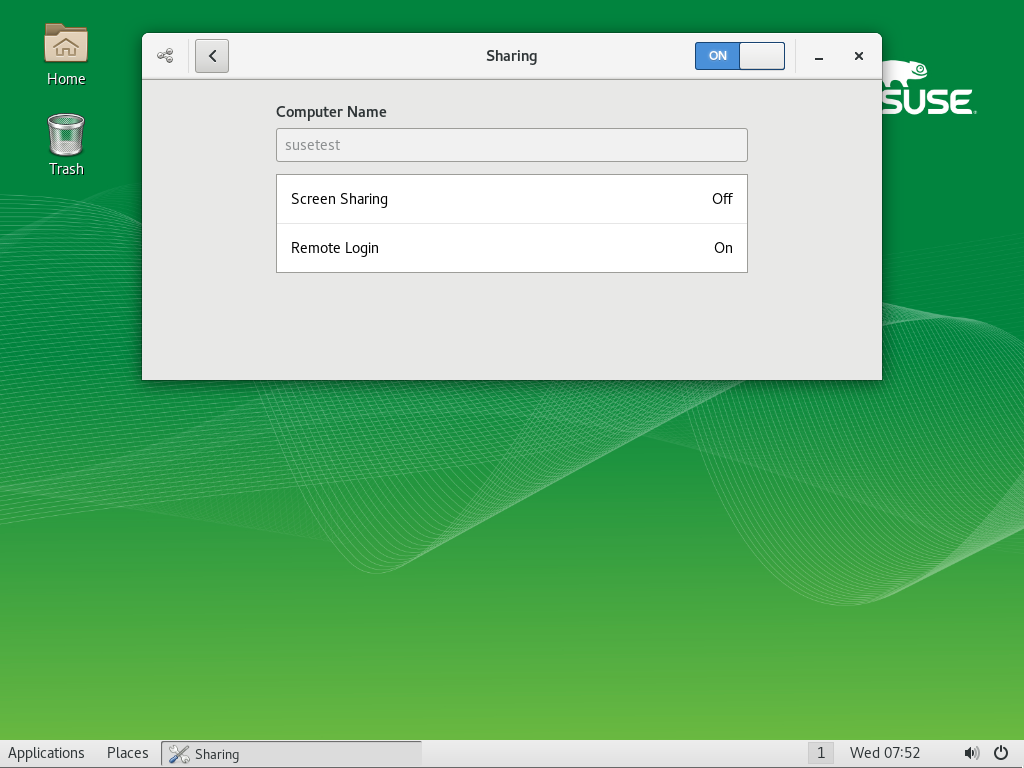 Home
Trash
Sharing
ON
SUSE
Computer Name
susetest
Screen Sharing Off
Remote Login On
Applications Places Sharing 1 Wed 07:52